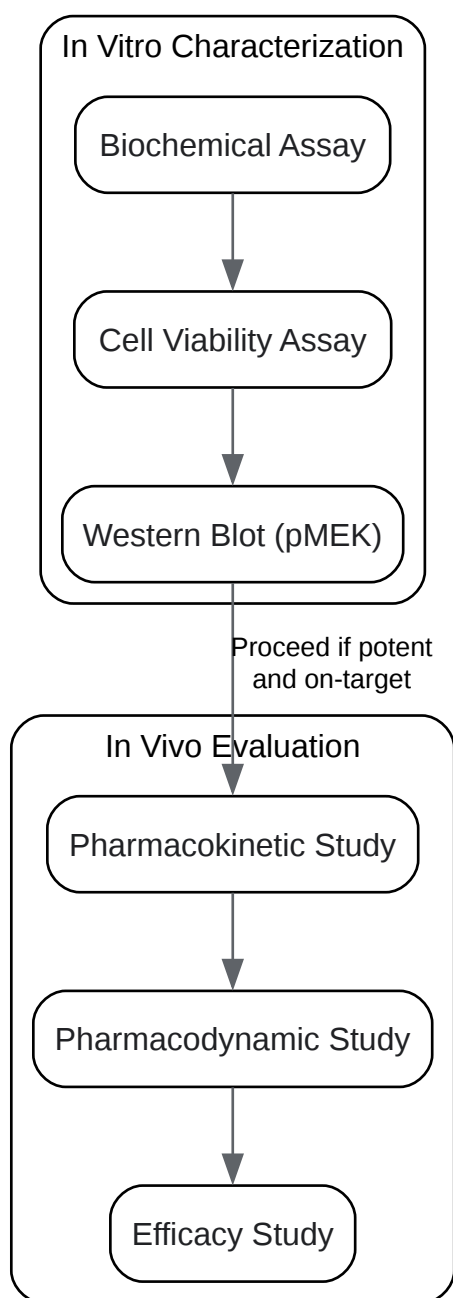 In Vitro Characterization
Biochemical Assay
Cell Viability Assay
Western Blot (pMEK)
Proceed if potent
and on-target
In Vivo Evaluation
Pharmacokinetic Study
Pharmacodynamic Study
Efficacy Study